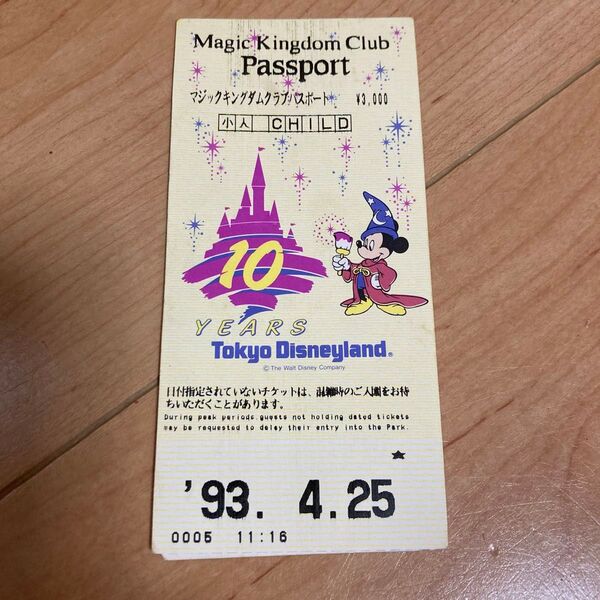 Magic Kingdom Club
Passport
マジックキングダムクラブパスポート ¥3,000
小人 CHILD
10
YEARS
Tokyo Disneyland®
© The Walt Disney Company
日付指定されていないチケットは、混雑時のご入園をお待
ちいただくことがあります。
During peak periods,guests not holding dated tickets
may be requested to delay their entry into the Park.
★
'93. 4.25
0005 11:16